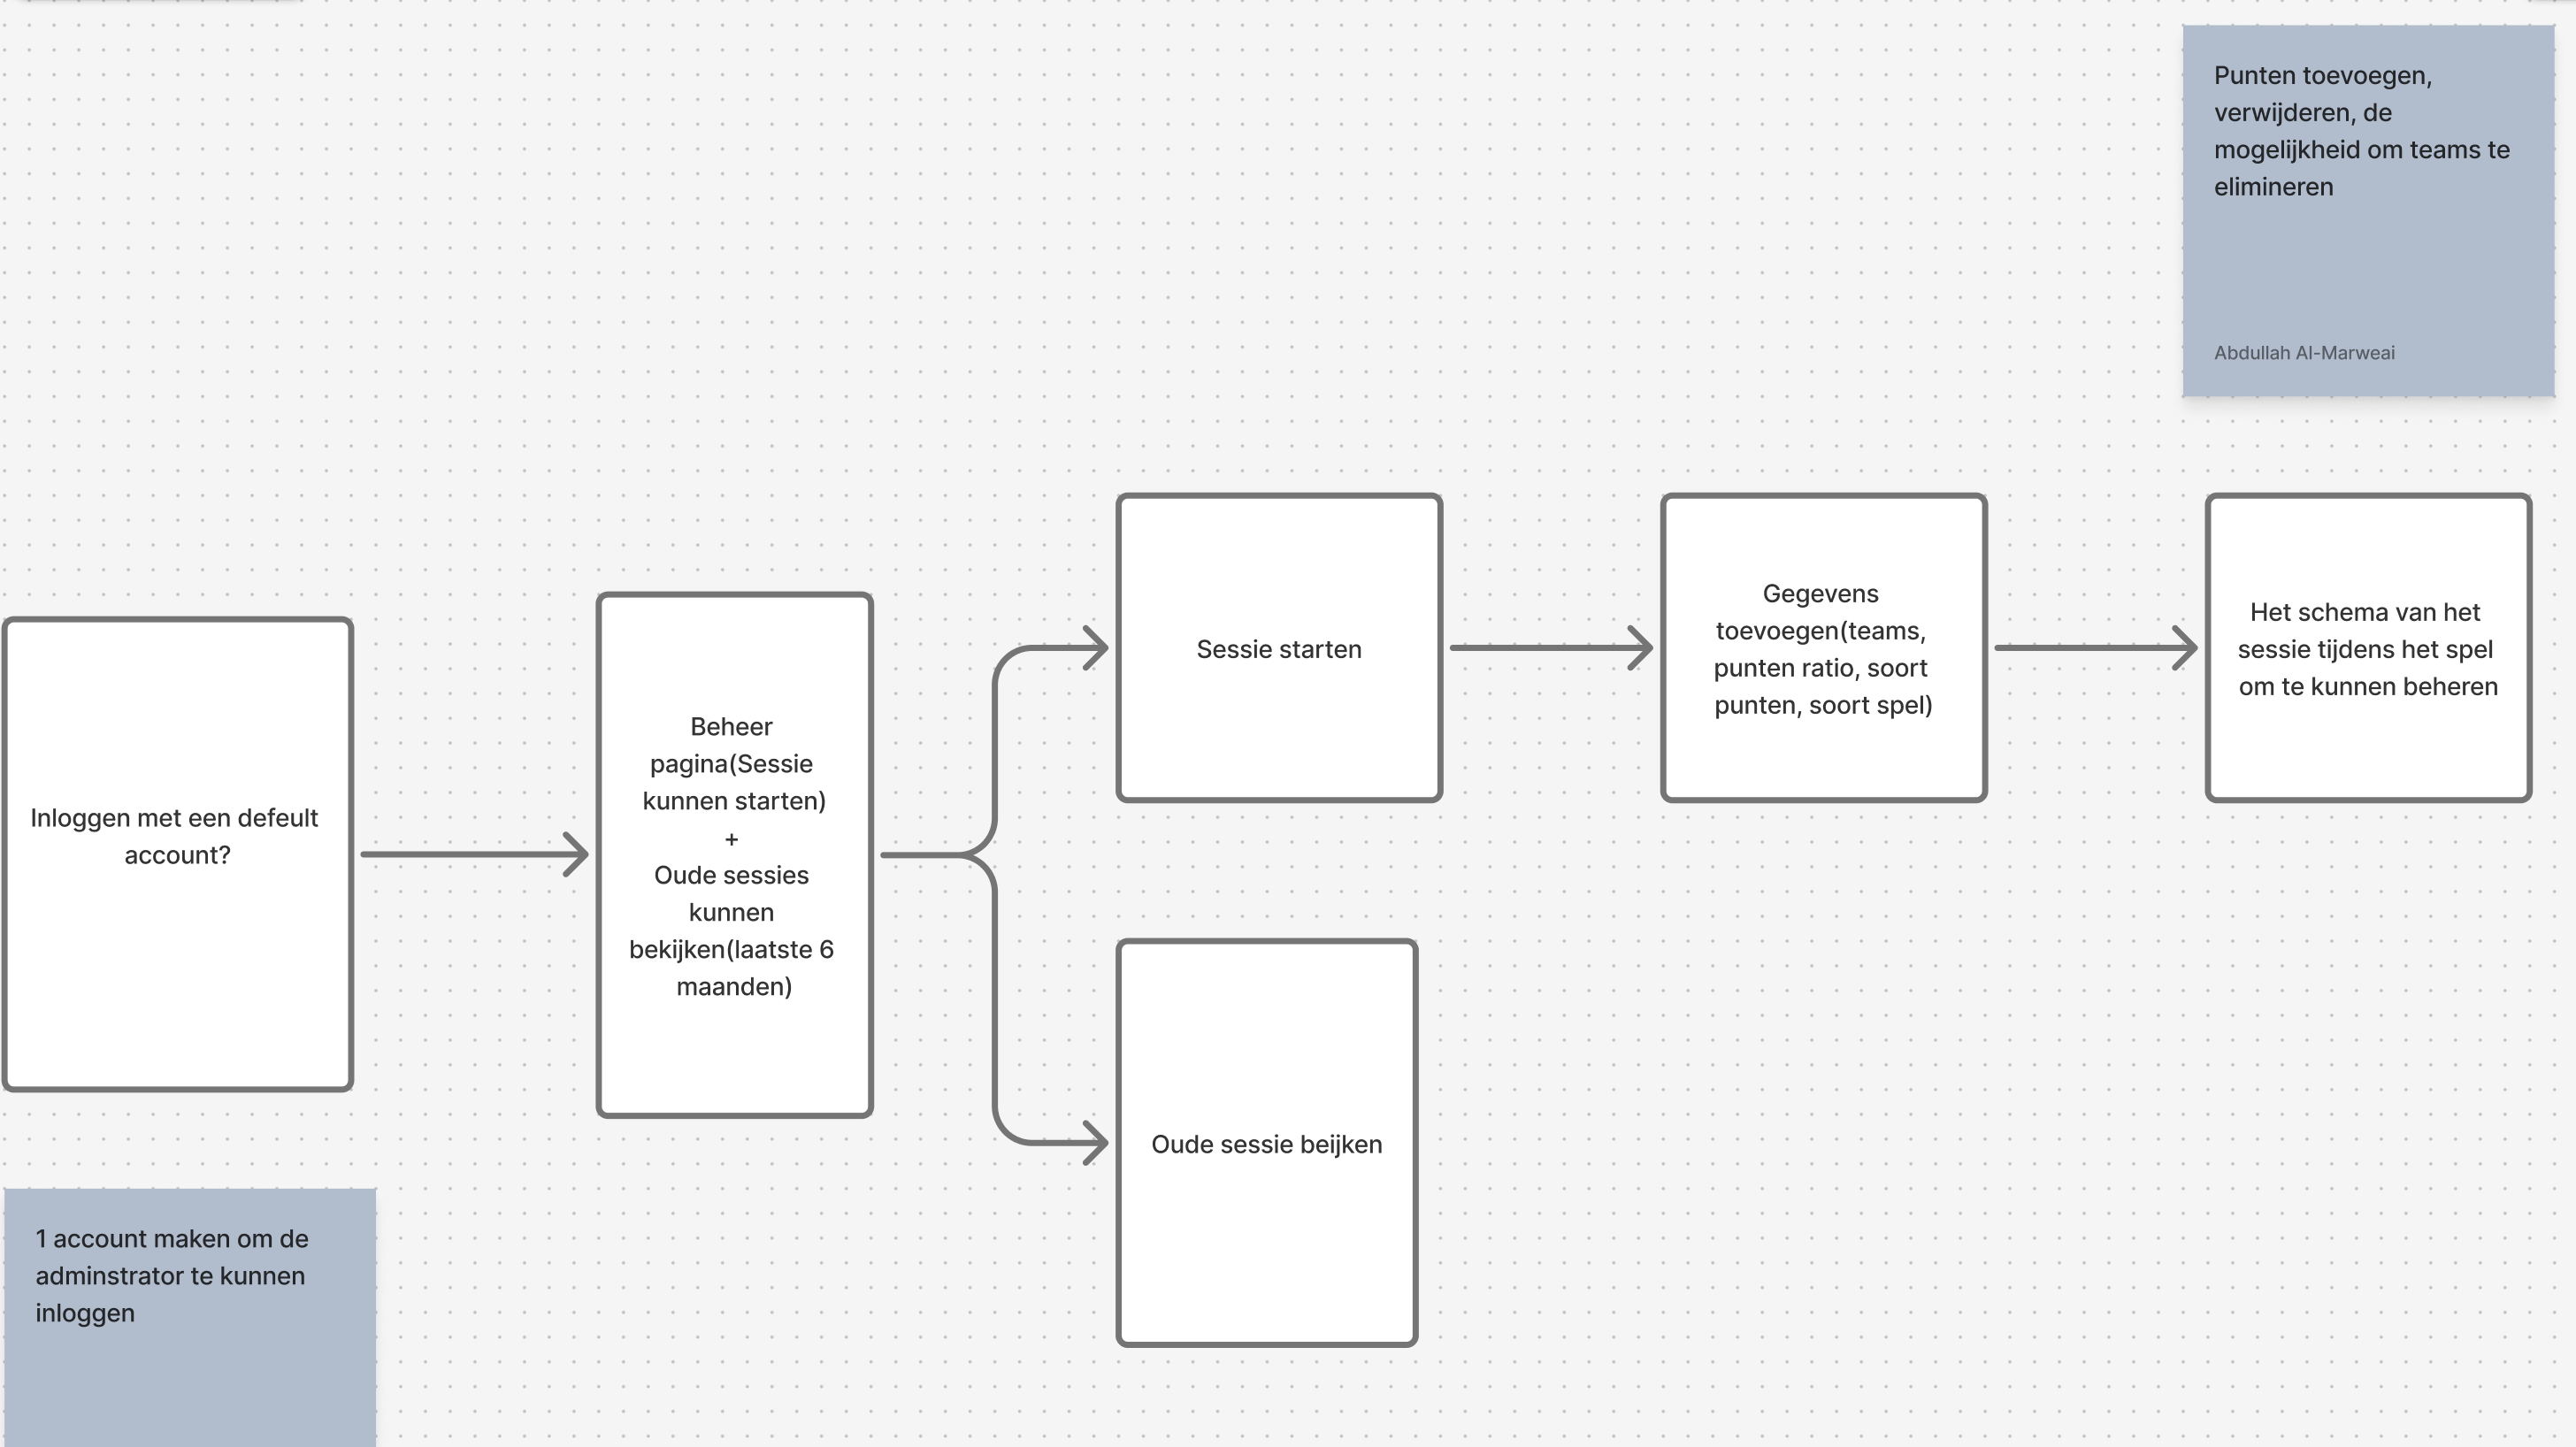 Punten toevoegen,
verwijderen, de
mogelijkheid om teams te
elimineren
Abdullah Al-Marweai
Inloggen met een defeult
account?
Beheer
pagina(Sessie
kunnen starten)
+
Oude sessies
kunnen
bekijken(laatste 6
maanden)
Sessie starten
Gegevens
toevoegen(teams,
punten ratio, soort
punten, soort spel)
Het schema van het
sessie tijdens het spel
om te kunnen beheren
Oude sessie beijken
1 account maken om de
adminstrator te kunnen
inloggen